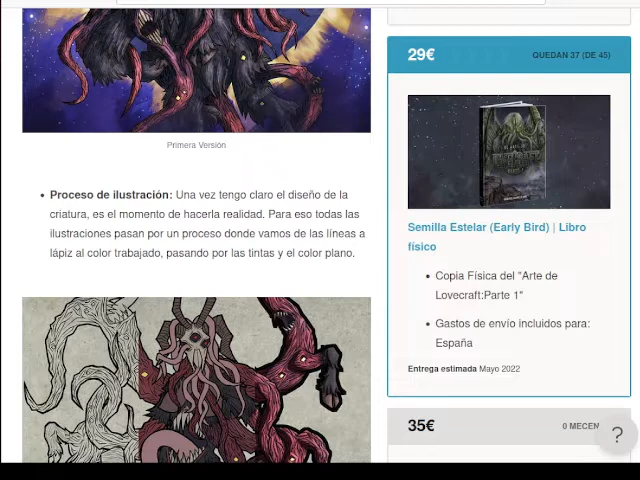 Primera Versión
• Proceso de ilustración: Una vez tengo claro el diseño de la
criatura, es el momento de hacerla realidad. Para eso todas las
ilustraciones pasan por un proceso donde vamos de las líneas a
lápiz al color trabajado, pasando por las tintas y el color plano.
29€
QUEDAN 37 (DE 45)
Semilla Estelar (Early Bird) | Libro
físico
• Copia Física del "Arte de
Lovecraft:Parte 1"
• Gastos de envío incluidos para:
España
Entrega estimada Mayo 2022
35€
0 MECEN
?